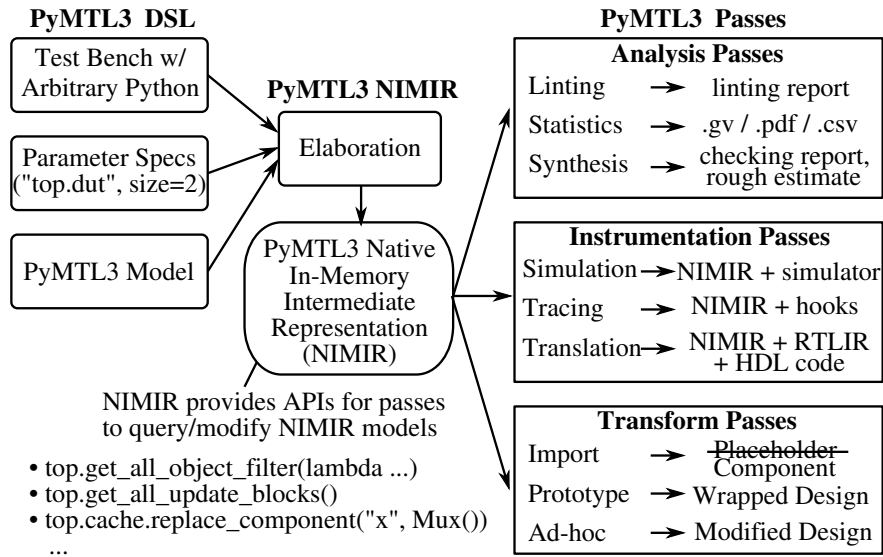 PyMTL3 DSL
Test Bench w/
Arbitrary Python
Parameter Specs
("top.dut", size=2)
PyMTL3 Model
PyMTL3 NIMIR
Elaboration
PyMTL3 Native
In-Memory
Intermediate
Representation
(NIMIR)
NIMIR provides APIs for passes
to query/modify NIMIR models
• top.get_all_object_filter(lambda ...)
• top.get_all_update_blocks()
• top.cache.replace_component("x", Mux())
...
PyMTL3 Passes
Analysis Passes
Linting linting report
Statistics .gv / .pdf / .csv
Synthesis checking report,
rough estimate
Instrumentation Passes
Simulation NIMIR + simulator
Tracing NIMIR + hooks
Translation NIMIR + RTLIR
+ HDL code
Transform Passes
Import Placeholder
Component
Prototype Wrapped Design
Ad-hoc Modified Design